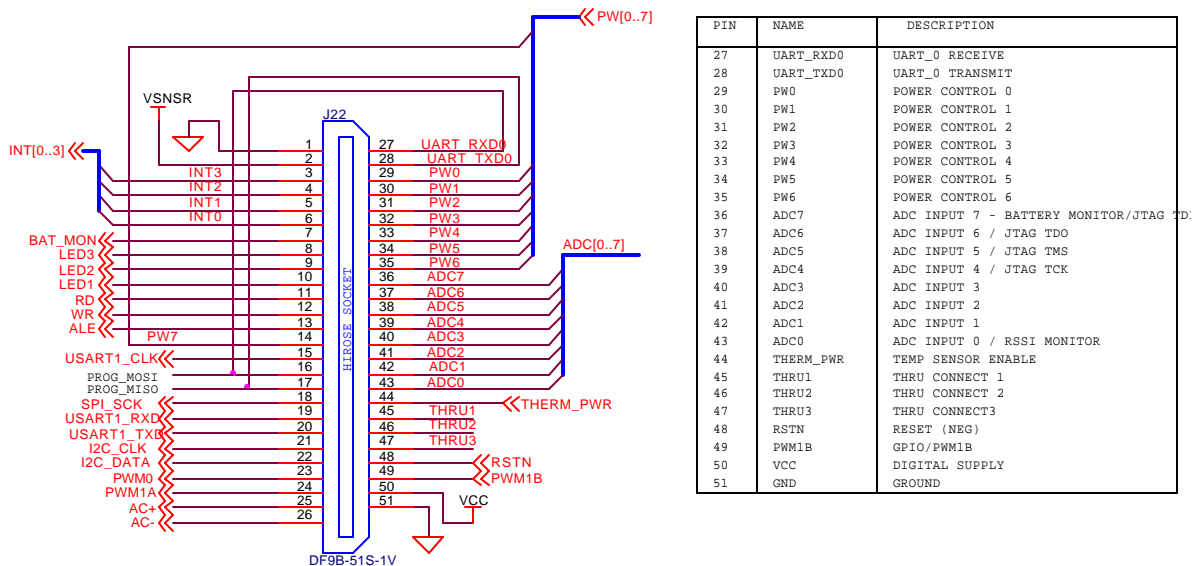 PW[0..7]
VSNSR
J22
INT[0..3]
1
2
INT3 3
INT2 4
INT1 5
INT0 6
BAT_MON 7
LED3 8
LED2 9
LED1 10
RD 11
WR 12
ALE 13
PW7 14
USART1_CLK 15
PROG_MOSI 16
PROG_MISO 17
SPI_SCK 18
USART1_RXD 19
USART1_TXD 20
I2C_CLK 21
I2C_DATA 22
PWM0 23
PWM1A 24
AC+ 25
AC- 26
HIROSE SOCKET
27 UART_RXD0
28 UART_TXD0
29 PW0
30 PW1
31 PW2
32 PW3
33 PW4
34 PW5
35 PW6
ADC[0..7]
36 ADC7
37 ADC6
38 ADC5
39 ADC4
40 ADC3
41 ADC2
42 ADC1
43 ADC0
44 THERM_PWR
45 THRU1
46 THRU2
47 THRU3
48 RSTN
49 PWM1B
50 VCC
51
DF9B-51S-1V
PIN NAME DESCRIPTION
27 UART_RXD0 UART_0 RECEIVE
28 UART_TXD0 UART_0 TRANSMIT
29 PW0 POWER CONTROL 0
30 PW1 POWER CONTROL 1
31 PW2 POWER CONTROL 2
32 PW3 POWER CONTROL 3
33 PW4 POWER CONTROL 4
34 PW5 POWER CONTROL 5
35 PW6 POWER CONTROL 6
36 ADC7 ADC INPUT 7 - BATTERY MONITOR/JTAG TDI
37 ADC6 ADC INPUT 6 / JTAG TDO
38 ADC5 ADC INPUT 5 / JTAG TMS
39 ADC4 ADC INPUT 4 / JTAG TCK
40 ADC3 ADC INPUT 3
41 ADC2 ADC INPUT 2
42 ADC1 ADC INPUT 1
43 ADC0 ADC INPUT 0 / RSSI MONITOR
44 THERM_PWR TEMP SENSOR ENABLE
45 THRU1 THRU CONNECT 1
46 THRU2 THRU CONNECT 2
47 THRU3 THRU CONNECT3
48 RSTN RESET (NEG)
49 PWM1B GPIO/PWM1B
50 VCC DIGITAL SUPPLY
51 GND GROUND